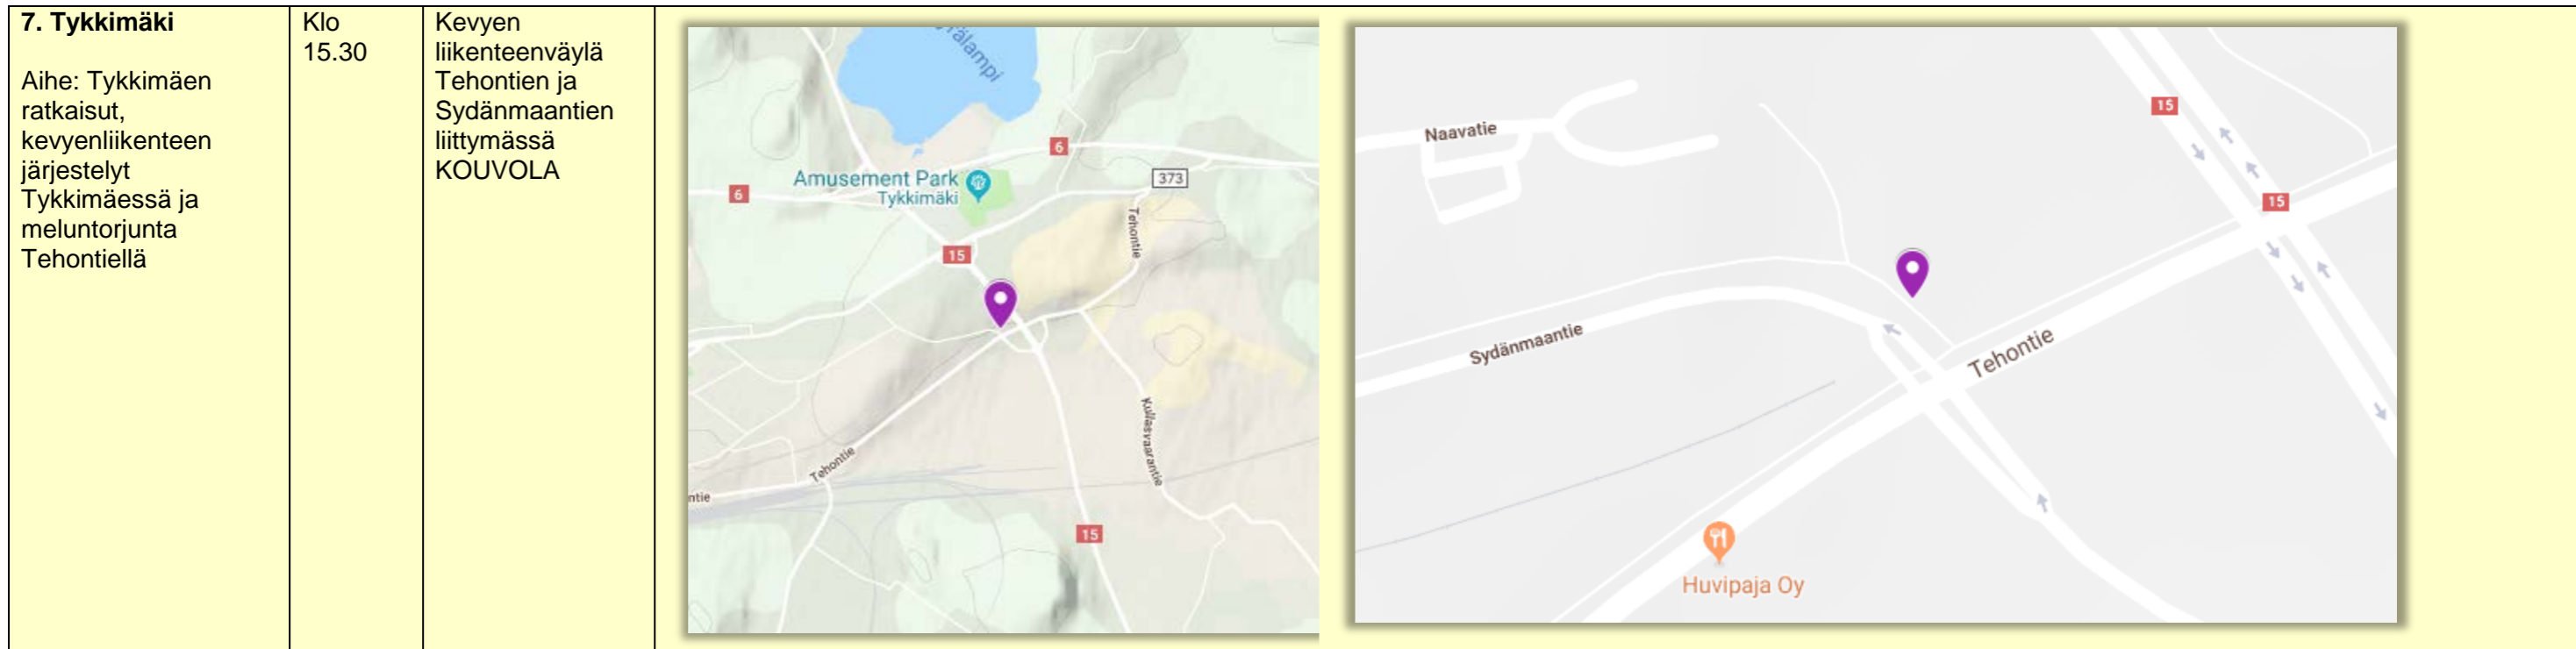 7. Tykkimäki
Aihe: Tykkimäen
ratkaisut,
kevyenliikenteen
järjestelyt
Tykkimäessä ja
meluntorjunta
Tehontiellä
Klo
15.30
Kevyen
liikenteenväylä
Tehontien ja
Sydänmaantien
liittymässä
KOUVOLA
6
6
Amusement Park
Tykkimäki
373
Tehontie
15
Kullasvaarantie
Tehontie
ntie
15
Naavatie
15
15
Sydänmaantie
Tehontie
Huvipaja Oy